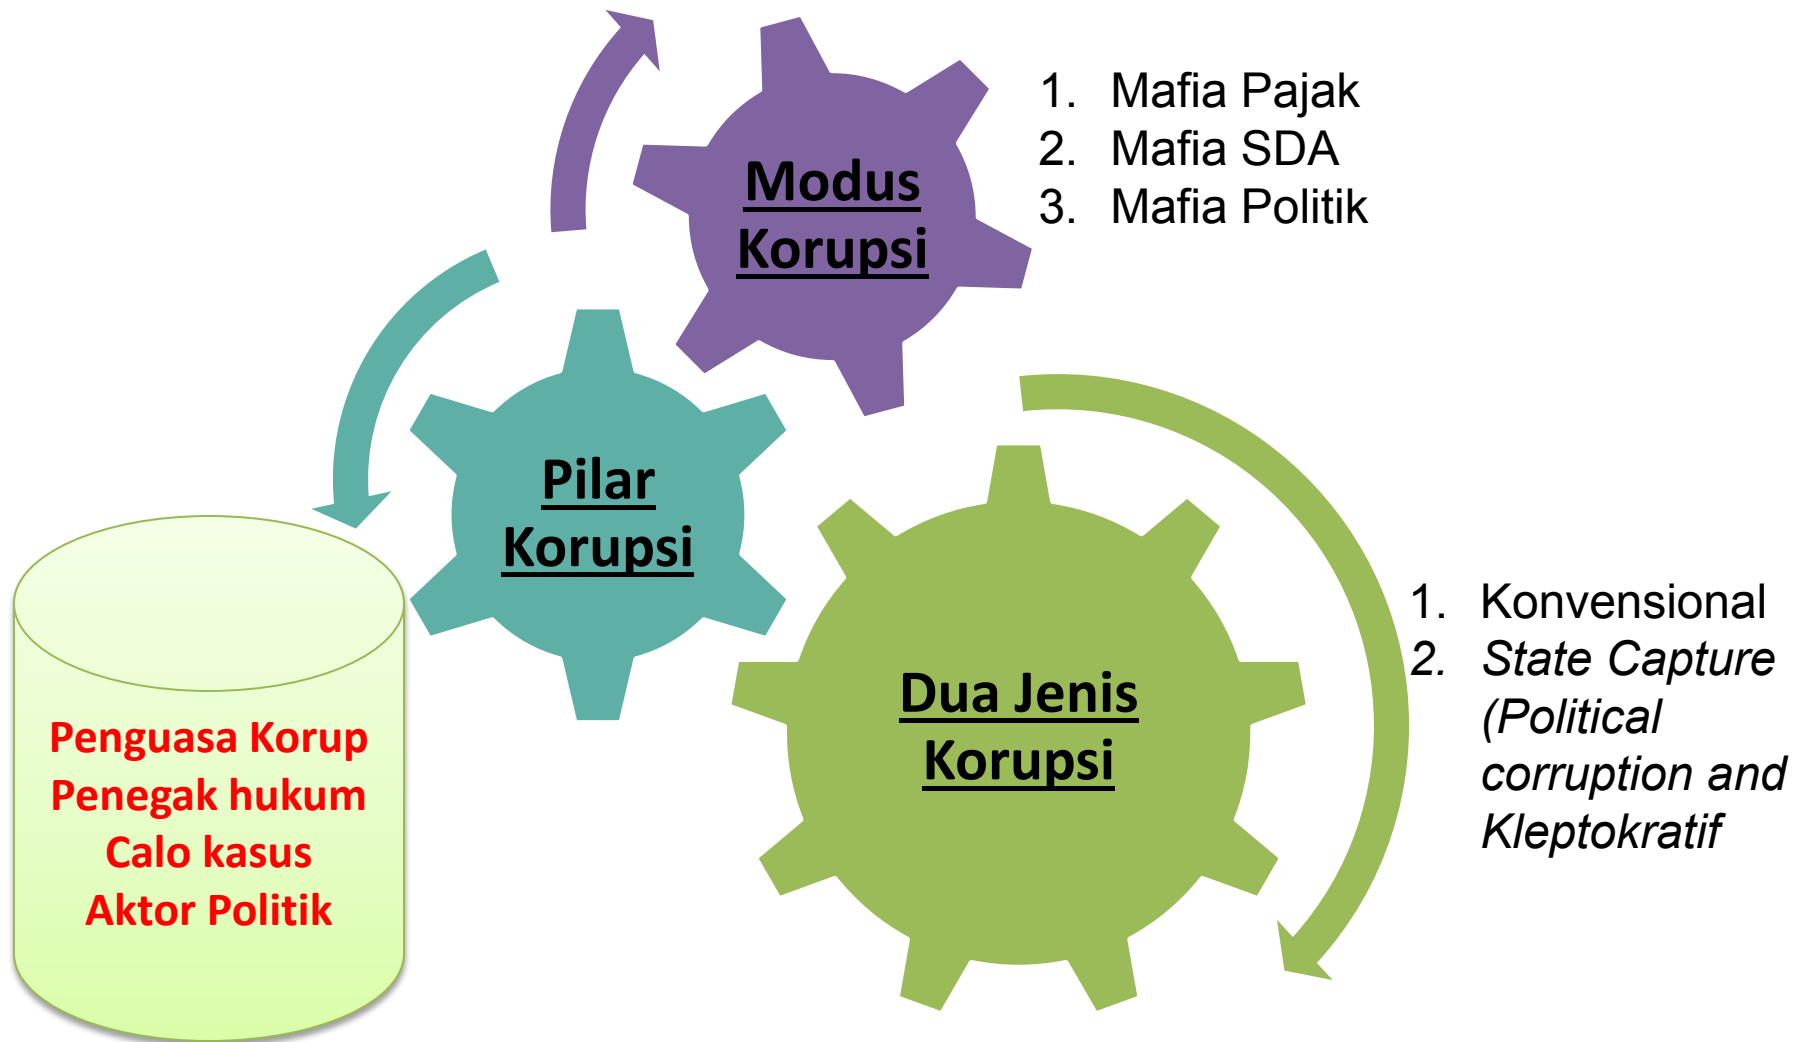 Modus
Korupsi
1. Mafia Pajak
2. Mafia SDA
3. Mafia Politik
Pilar
Korupsi
Penguasa Korup
Penegak hukum
Calo kasus
Aktor Politik
Dua Jenis
Korupsi
1. Konvensional
2. State Capture
(Political
corruption and
Kleptokratif